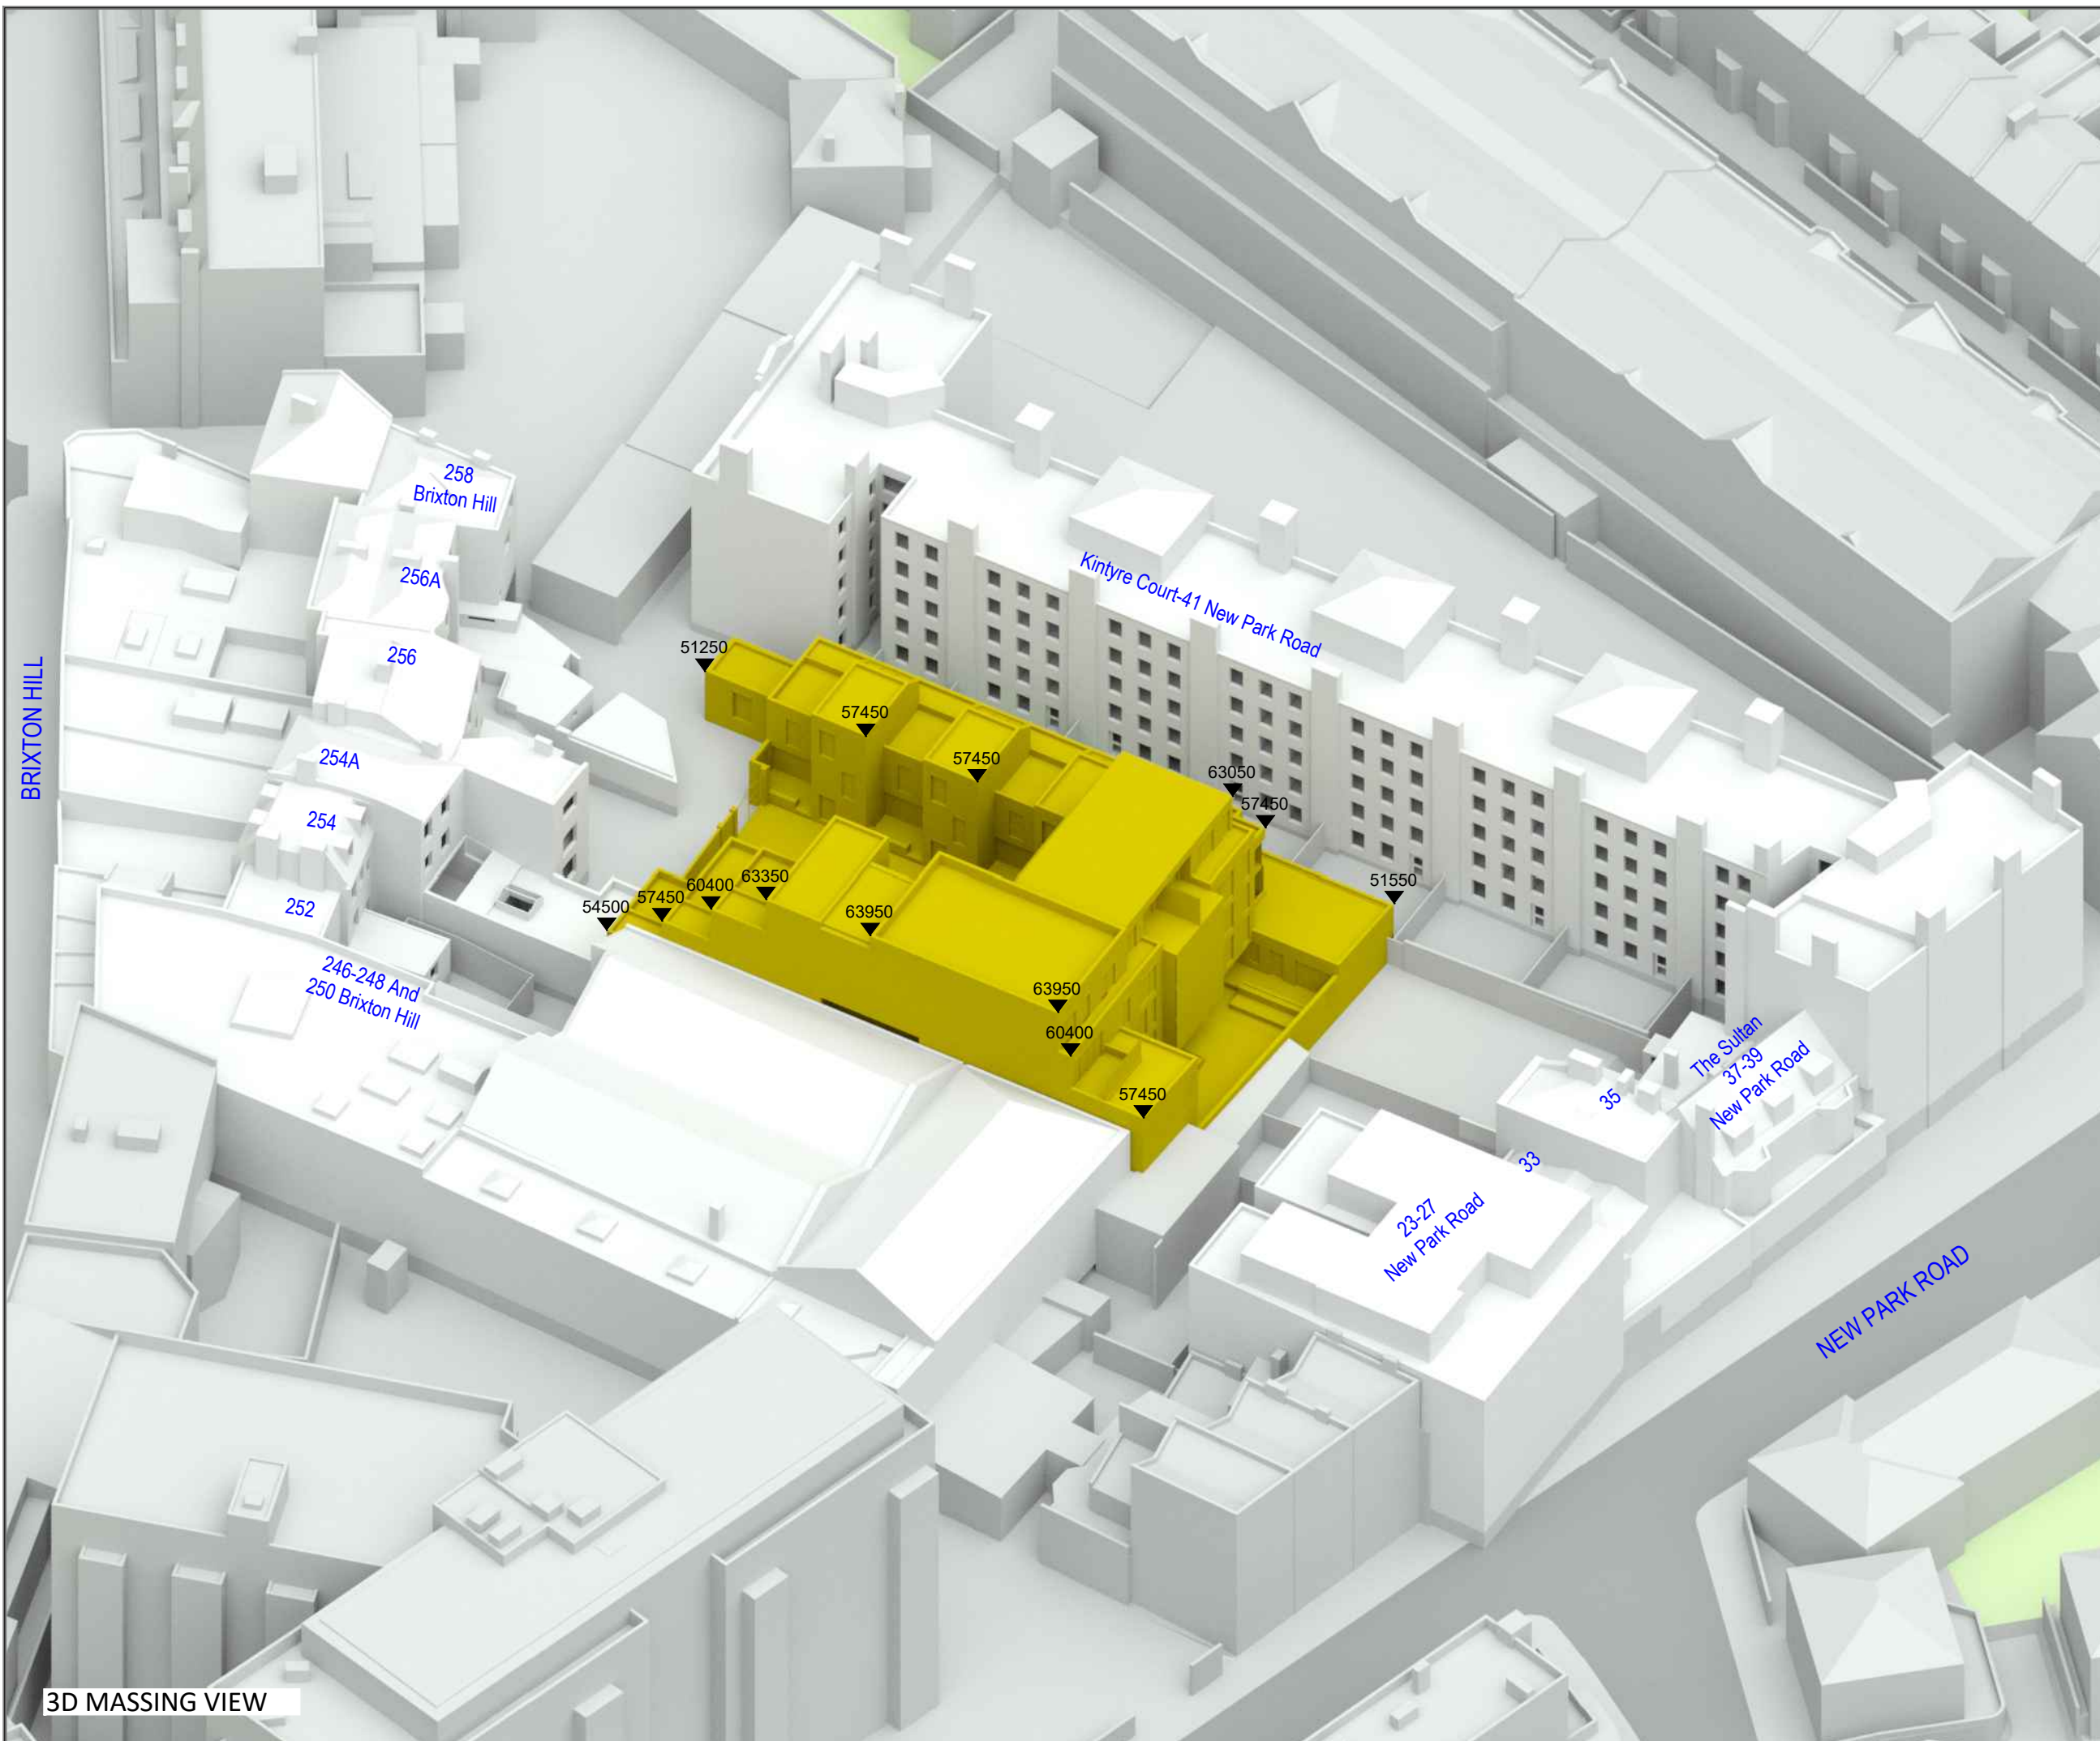 258
Brixton Hill
256A
Kintyre Court-41 New Park Road
256
51250
BRIXTON HILL
57450
254A
57450
63050
57450
254
63350
51550
60400
252
57450
54500
63950
246-248 And
250 Brixton Hill
63950
60400
The Sultan
37-39
New Park Road
57450
35
33
23-27
New Park Road
NEW PARK ROAD
3D MASSING VIEW